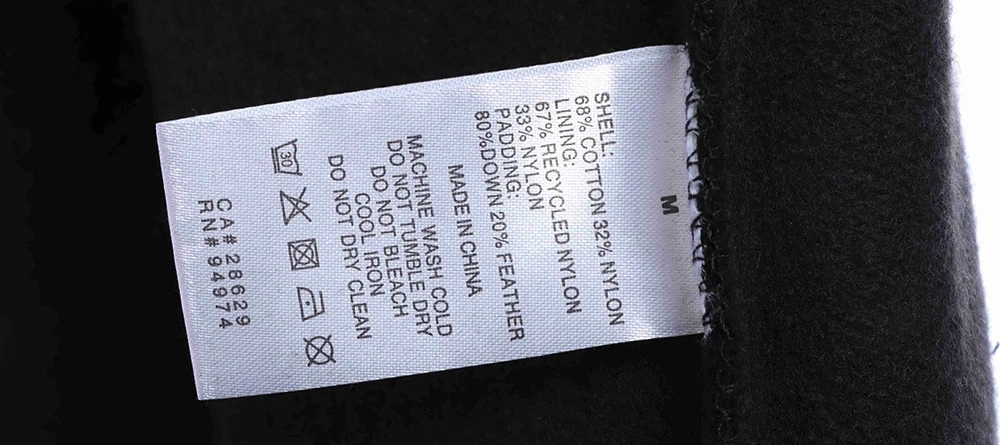 M
SHELL:
68% COTTON 32% NYLON
LINING:
67% RECYCLED NYLON
33% NYLON
PADDING:
80%DOWN 20% FEATHER
MADE IN CHINA
MACHINE WASH COLD
DO NOT TUMBLE DRY
DO NOT BLEACH
COOL IRON
DO NOT DRY CLEAN
30
CA#28629
RN#94974